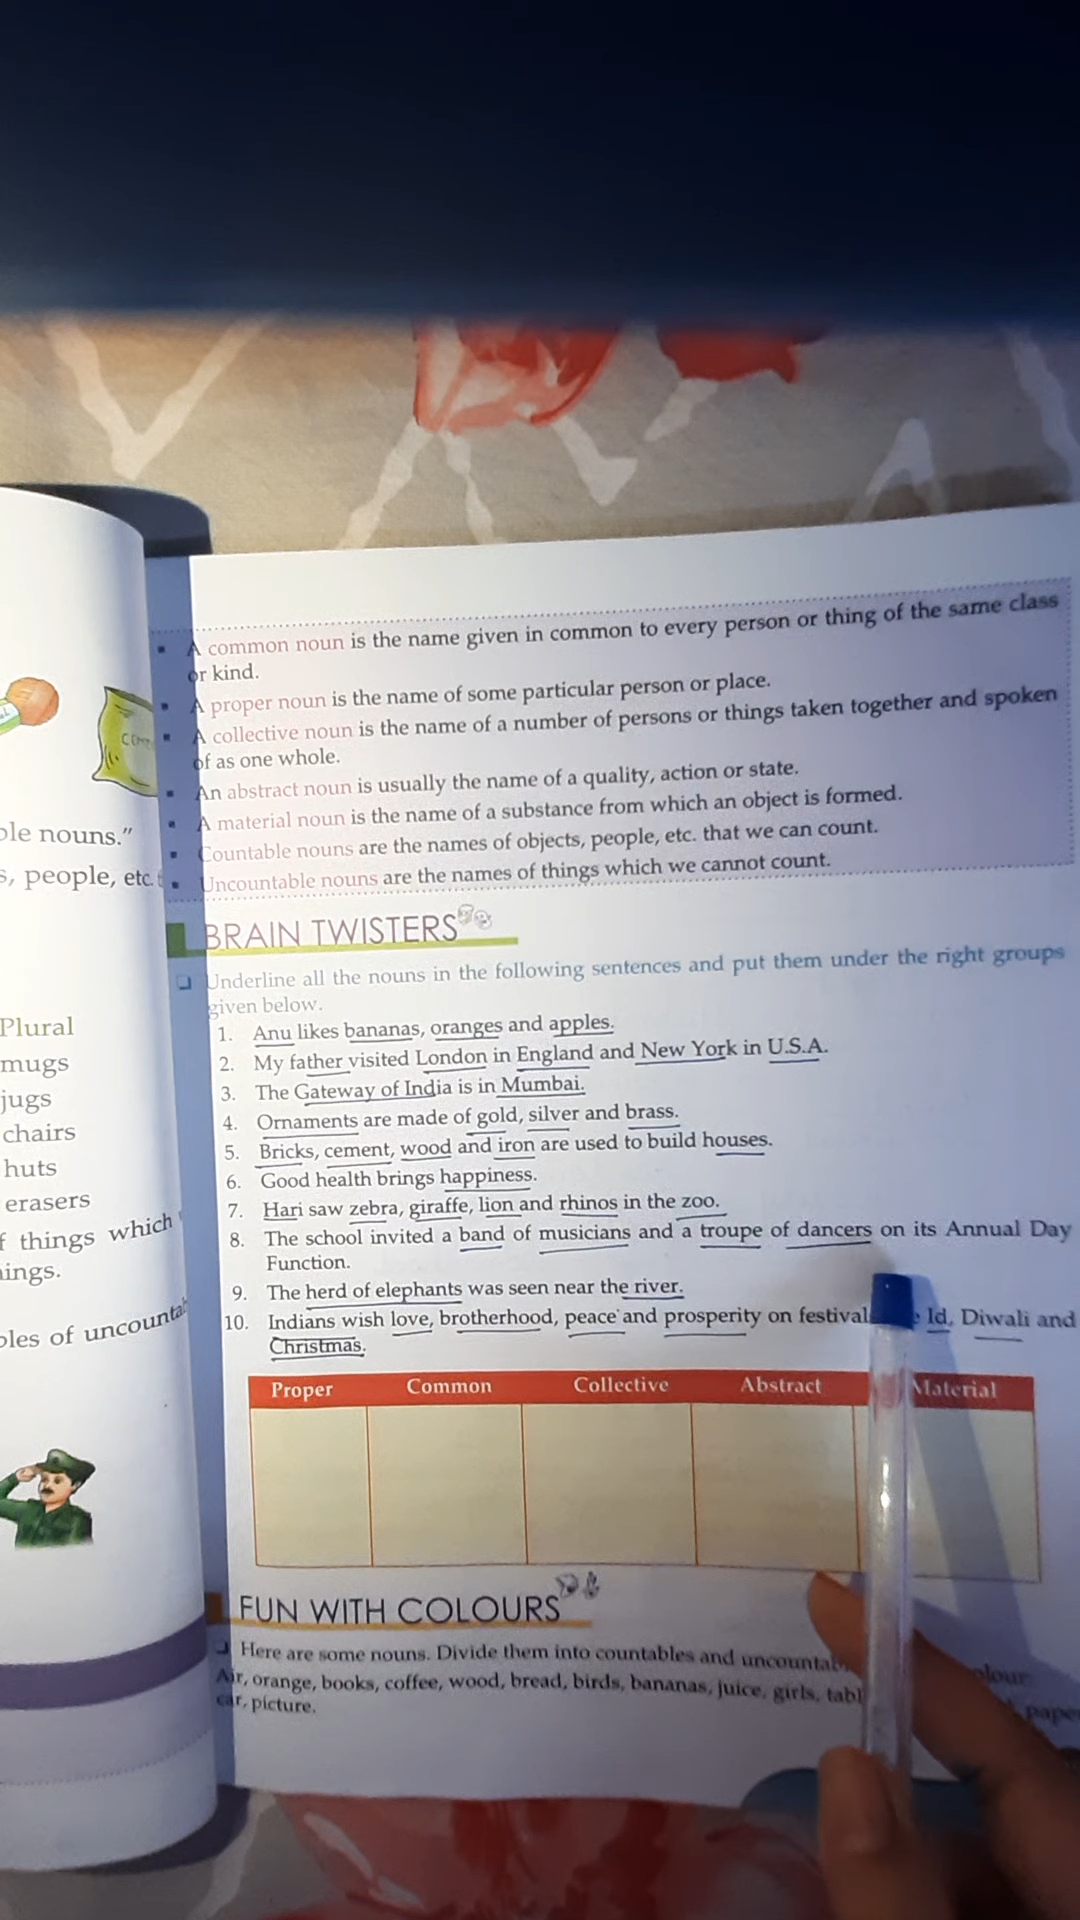 ole nouns."
s, people, etc.
Plural
mugs
jugs
chairs
huts
erasers
f things which
ings.
les of
A common noun is the name given in common to every person or thing of the same class
or kind.
A proper noun is the name of some particular person or place.
A collective noun is the name of a number of persons or things taken together and spoken
of as one whole.
An abstract noun is usually the name of a quality, action or state.
A material noun is the name of a substance from which an object is formed.
Countable nouns are the names of objects, people, etc. that we can count.
Uncountable nouns are the names of things which we cannot count.
BRAIN TWISTERS
Underline all the nouns in the following sentences and put them under the right groups
given below.
1. Anu likes bananas, oranges and apples.
2. My father visited London in England and New York in U.S.A.
3. The Gateway of India is in Mumbai.
4. Ornaments are made of gold, silver and brass.
5. Bricks, cement, wood and iron are used to build houses.
6. Good health brings happiness.
7. Hari saw zebra, giraffe, lion and rhinos in the zoo.
8. The school invited a band of musicians and a troupe of dancers on its Annual Day
Function.
9. The herd of elephants was seen near the river.
10. Indians wish love, brotherhood, peace and prosperity on festival Id, Diwali and
Christmas.
Proper Common Collective Abstract Material
FUN WITH COLOURS
Here are some nouns. Divide them into countables and
Air, orange, books, coffee, wood, bread, birds, bananas, juice, girls,
car, picture.